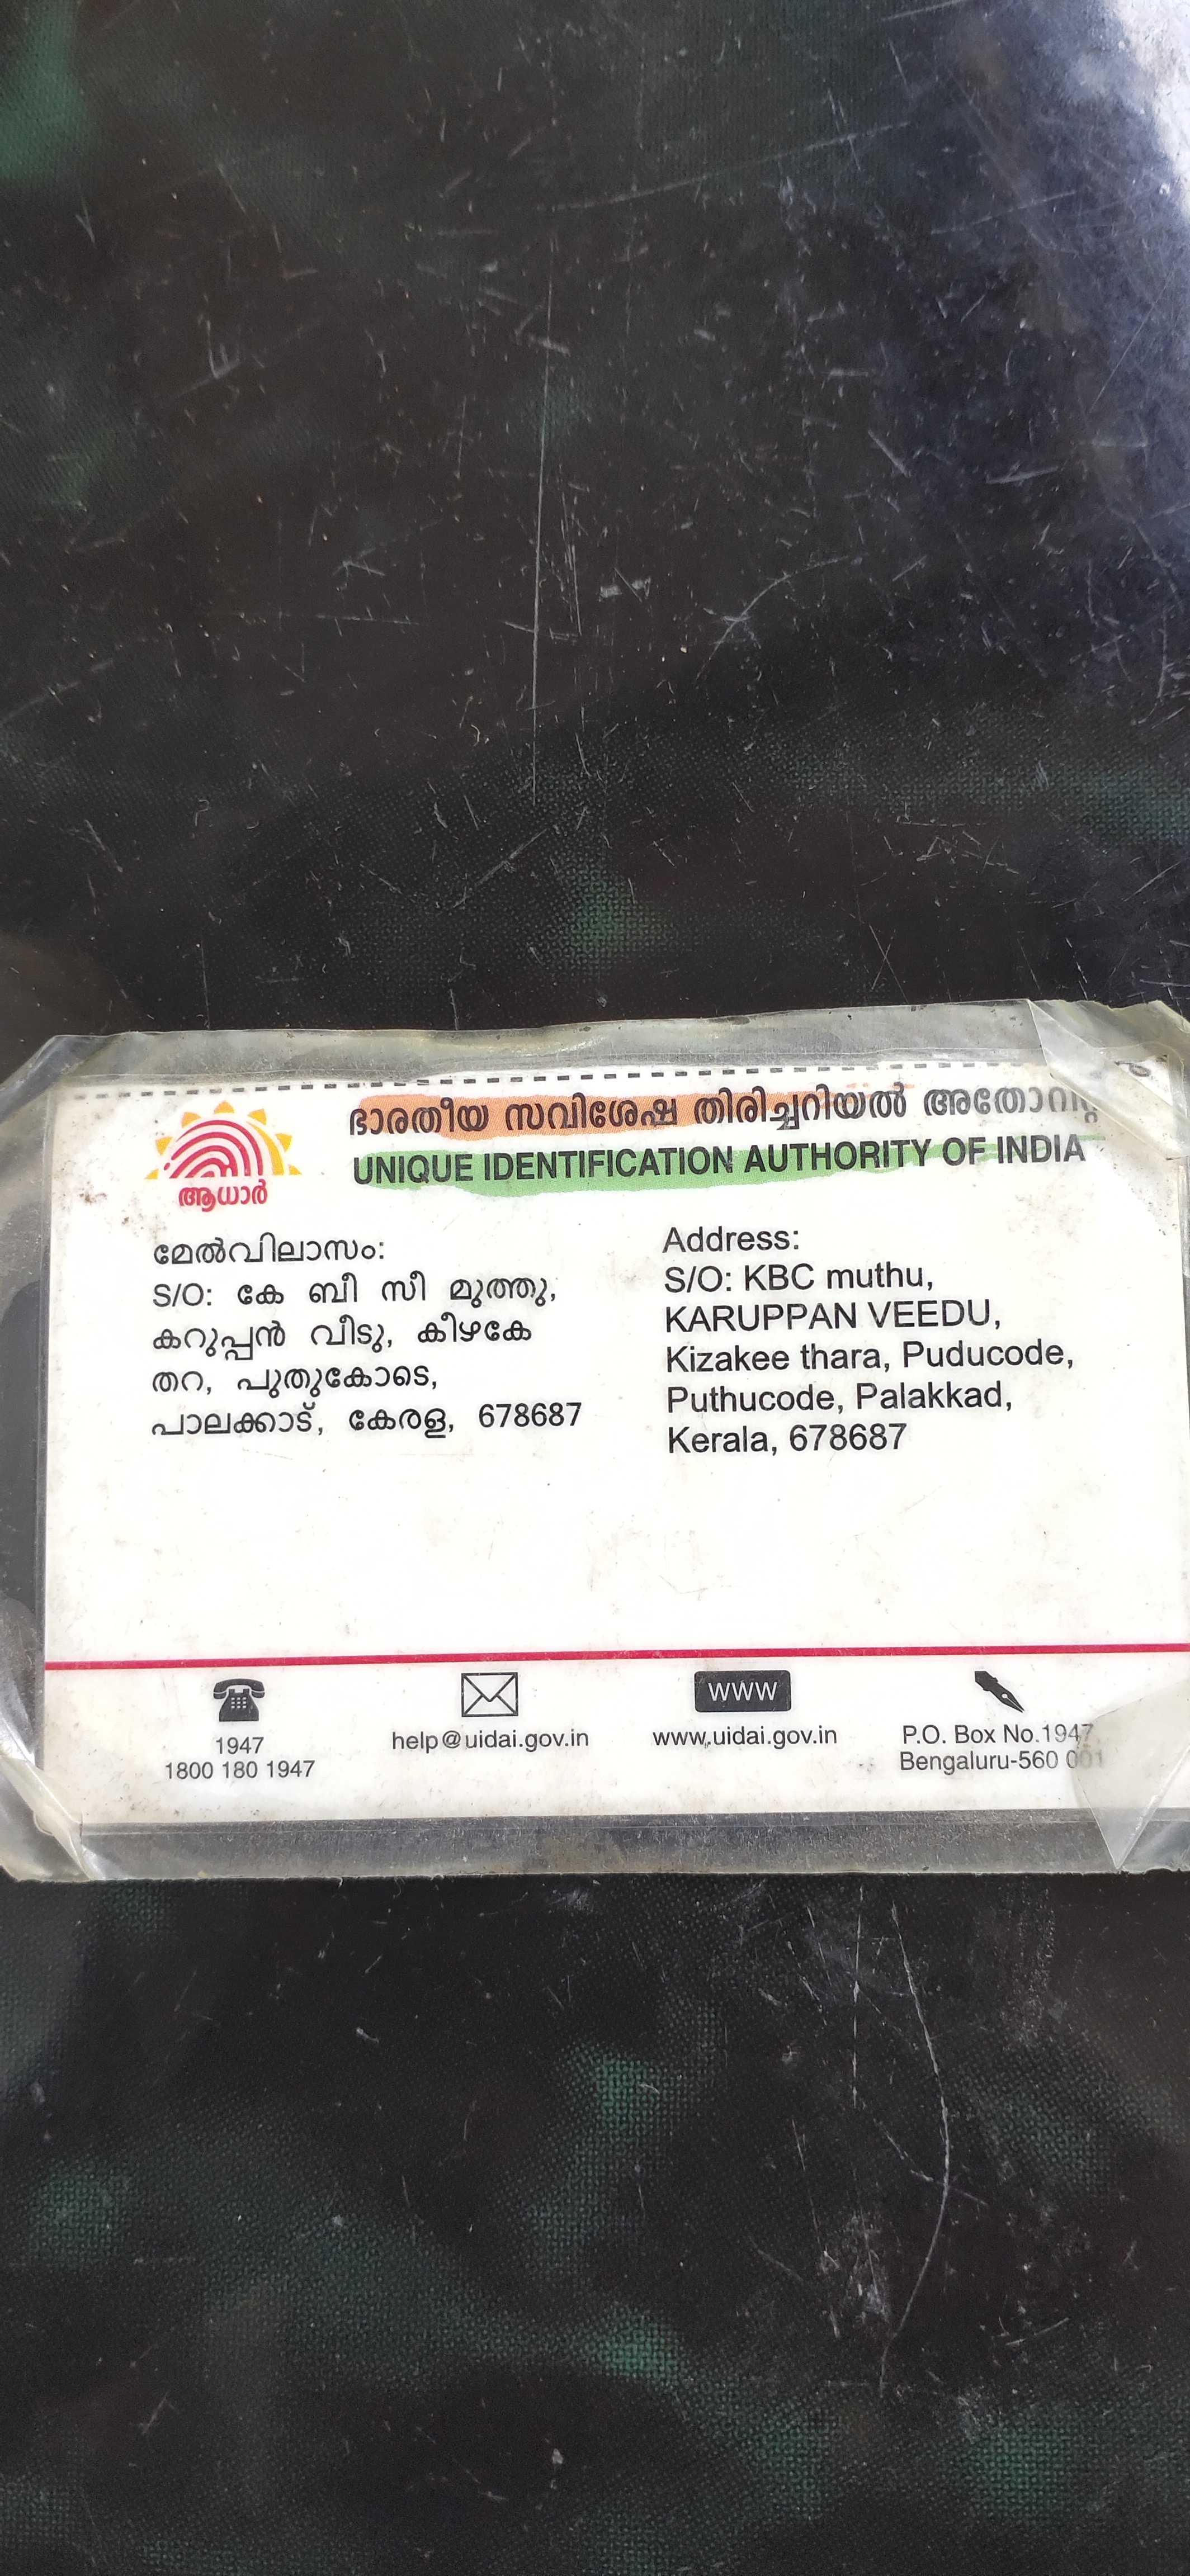 ഭാരതീയ സവിശേഷ തിരിച്ചറിയൽ
UNIQUE IDENTIFICATION AUTHORITY OF INDIA
ആധാർ
മേൽവിലാസം:
S/O: കേ ബീ സീ മുത്തു,
കറുപ്പൻ വീടു, കീഴകേ
തറ, പുതുകോടെ,
പാലക്കാട്, കേരള, 678687
Address:
S/O: KBC muthu,
KARUPPAN VEEDU,
Kizakee thara, Puducode,
Puthucode, Palakkad,
Kerala, 678687
1947
1800 180 1947
help@uidai.gov.in
www
www.uidai.gov.in
P.O. Box No.1947,
Bengaluru-560 001